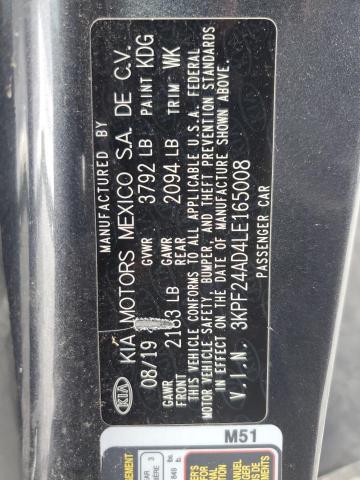 MANUFACTURED BY
KIA KIA MOTORS MEXICO S.A. DE C.V.
08/19 GVWR 3792 LB PAINT KDG
GAWR FRONT 2183 LB GAWR REAR 2094 LB TRIM WK
THIS VEHICLE CONFORMS TO ALL APPLICABLE U.S.A. FEDERAL
MOTOR VEHICLE SAFETY, BUMPER, AND THEFT PREVENTION STANDARDS
IN EFFECT ON THE DATE OF MANUFACTURE SHOWN ABOVE.
V.I.N. 3KPF24AD4LE165008
PASSENGER CAR
M51